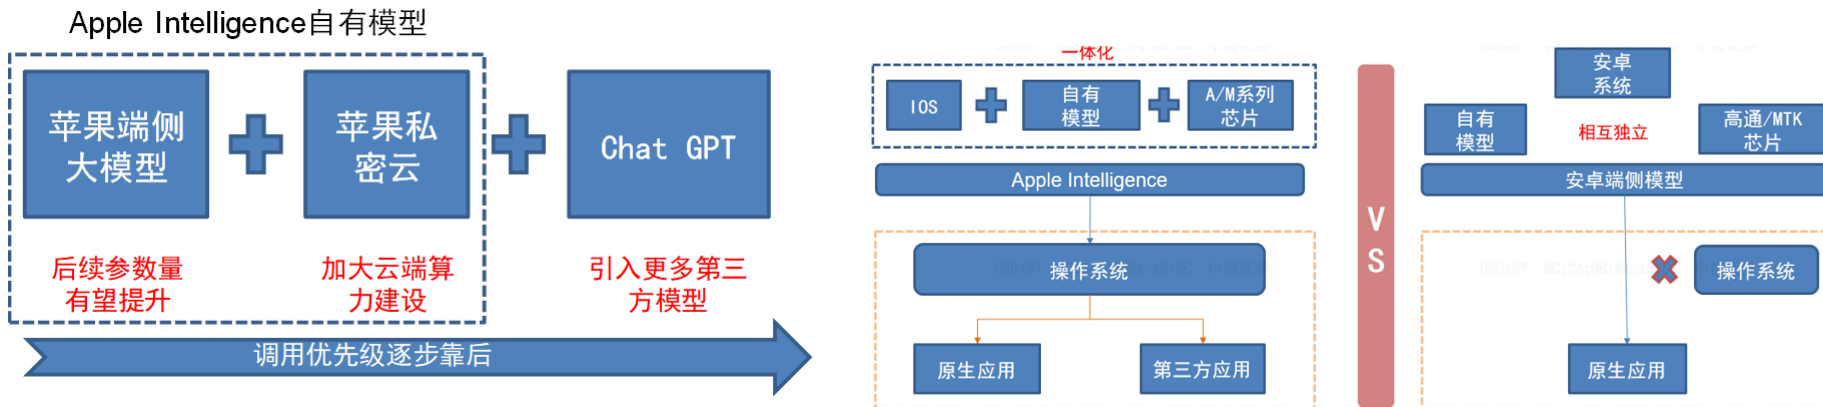 Apple Intelligence自有模型
苹果端侧
大模型
苹果私
密云
Chat GPT
后续参数量
有望提升
加大云端算
力建设
引入更多第三
方模型
调用优先级逐步靠后
一体化
IOS
自有
模型
A/M系列
芯片
Apple Intelligence
操作系统
原生应用
第三方应用
VS
安卓
系统
自有
模型
相互独立
高通/MTK
芯片
安卓端侧模型
操作系统
原生应用